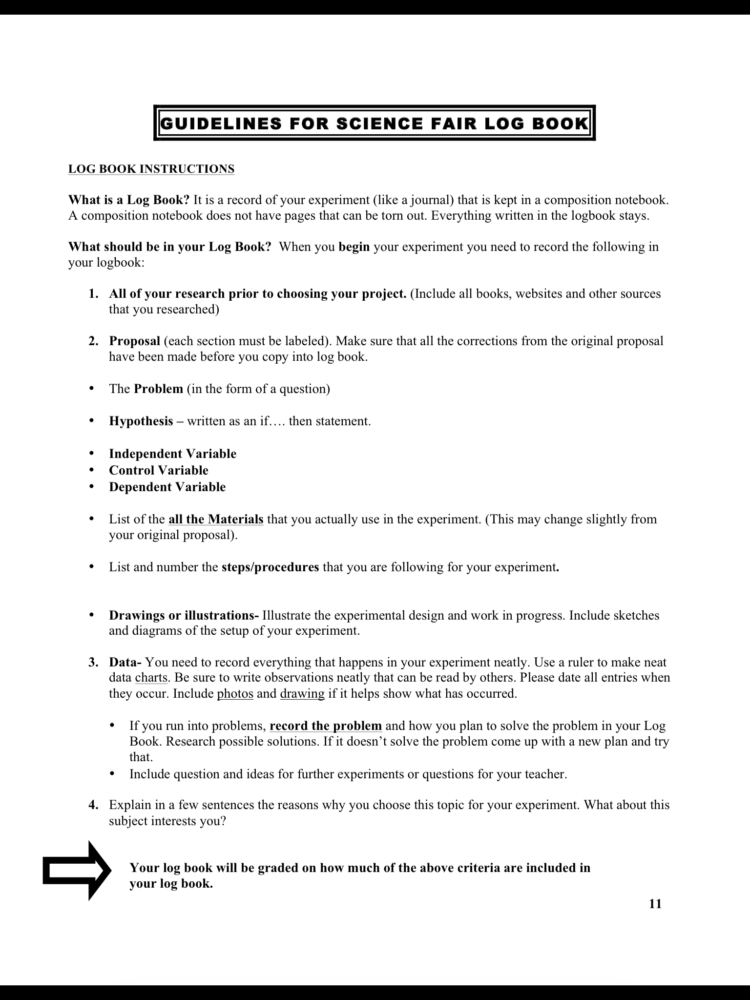 GUIDELINES FOR SCIENCE FAIR LOG BOOK
LOG BOOK INSTRUCTIONS
What is a Log Book? It is a record of your experiment (like a journal) that is kept in a composition notebook.
A composition notebook does not have pages that can be torn out. Everything written in the logbook stays.
What should be in your Log Book?  When you begin your experiment you need to record the following in
your logbook:
1. All of your research prior to choosing your project. (Include all books, websites and other sources
that you researched)
2. Proposal (each section must be labeled). Make sure that all the corrections from the original proposal
have been made before you copy into log book.
• The Problem (in the form of a question)
• Hypothesis – written as an if…. then statement.
• Independent Variable
• Control Variable
• Dependent Variable
• List of the all the Materials that you actually use in the experiment. (This may change slightly from
your original proposal).
• List and number the steps/procedures that you are following for your experiment.
• Drawings or illustrations- Illustrate the experimental design and work in progress. Include sketches
and diagrams of the setup of your experiment.
3. Data- You need to record everything that happens in your experiment neatly. Use a ruler to make neat
data charts. Be sure to write observations neatly that can be read by others. Please date all entries when
they occur. Include photos and drawing if it helps show what has occurred.
• If you run into problems, record the problem and how you plan to solve the problem in your Log
Book. Research possible solutions. If it doesn’t solve the problem come up with a new plan and try
that.
• Include question and ideas for further experiments or questions for your teacher.
4. Explain in a few sentences the reasons why you choose this topic for your experiment. What about this
subject interests you?
Your log book will be graded on how much of the above criteria are included in
your log book.
11